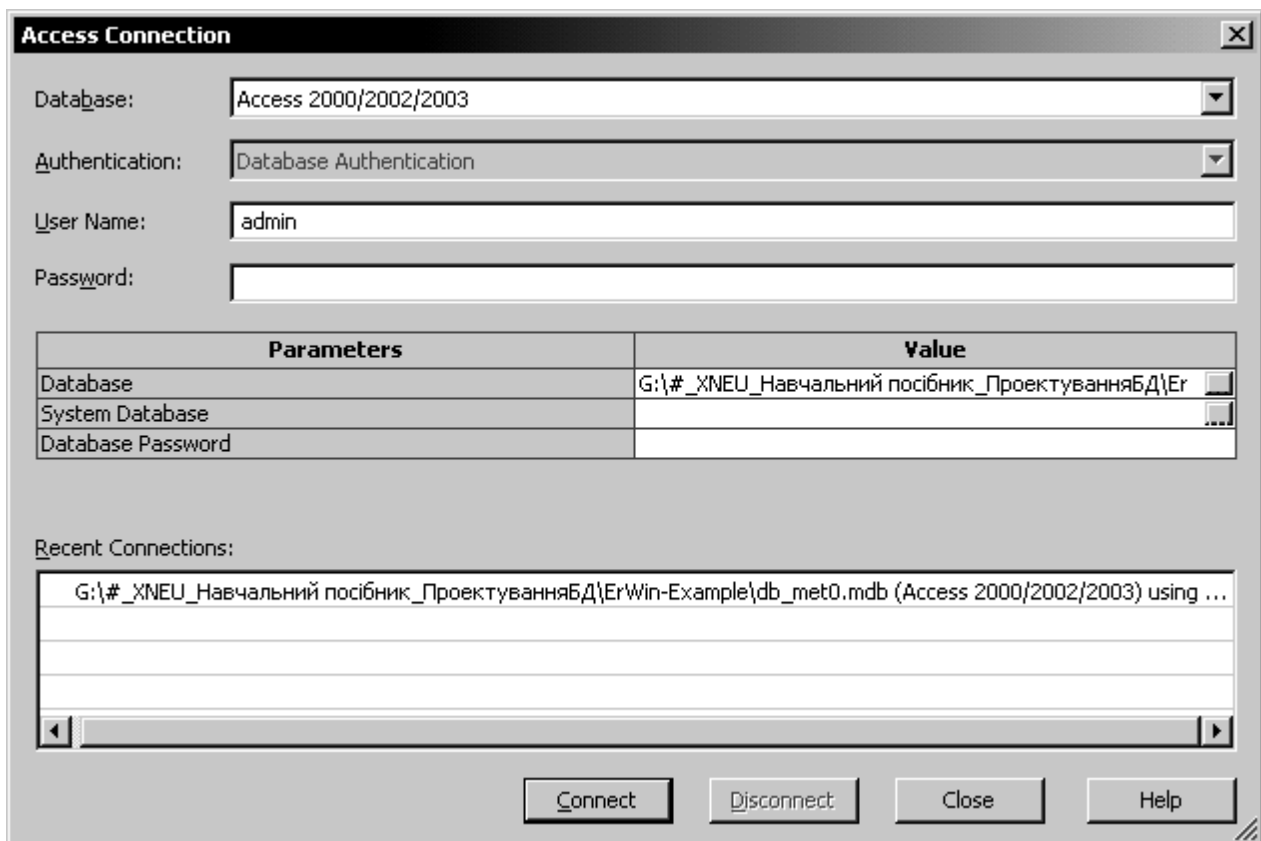 Access Connection
Database: Access 2000/2002/2003
Authentication: Database Authentication
User Name: admin
Password:
Parameters Value
Database G:\#_XNEU_Навчальний посібник_ПроектуванняБД\Er ...
System Database ...
Database Password
Recent Connections:
G:\#_XNEU_Навчальний посібник_ПроектуванняБД\ErWin-Example\db_met0.mdb (Access 2000/2002/2003) using ...
Connect Disconnect Close Help